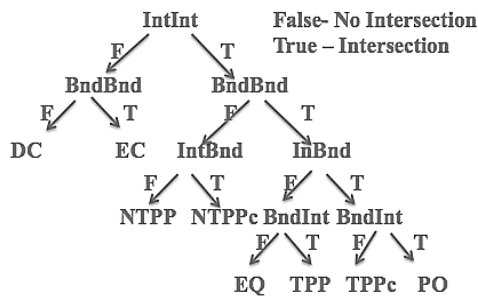 IntInt False- No Intersection
F T True – Intersection
BndBnd BndBnd
F T F T
DC EC IntBnd InBnd
F T F T
NTPP NTPPc BndInt BndInt
F T F T
EQ TPP TPPc PO